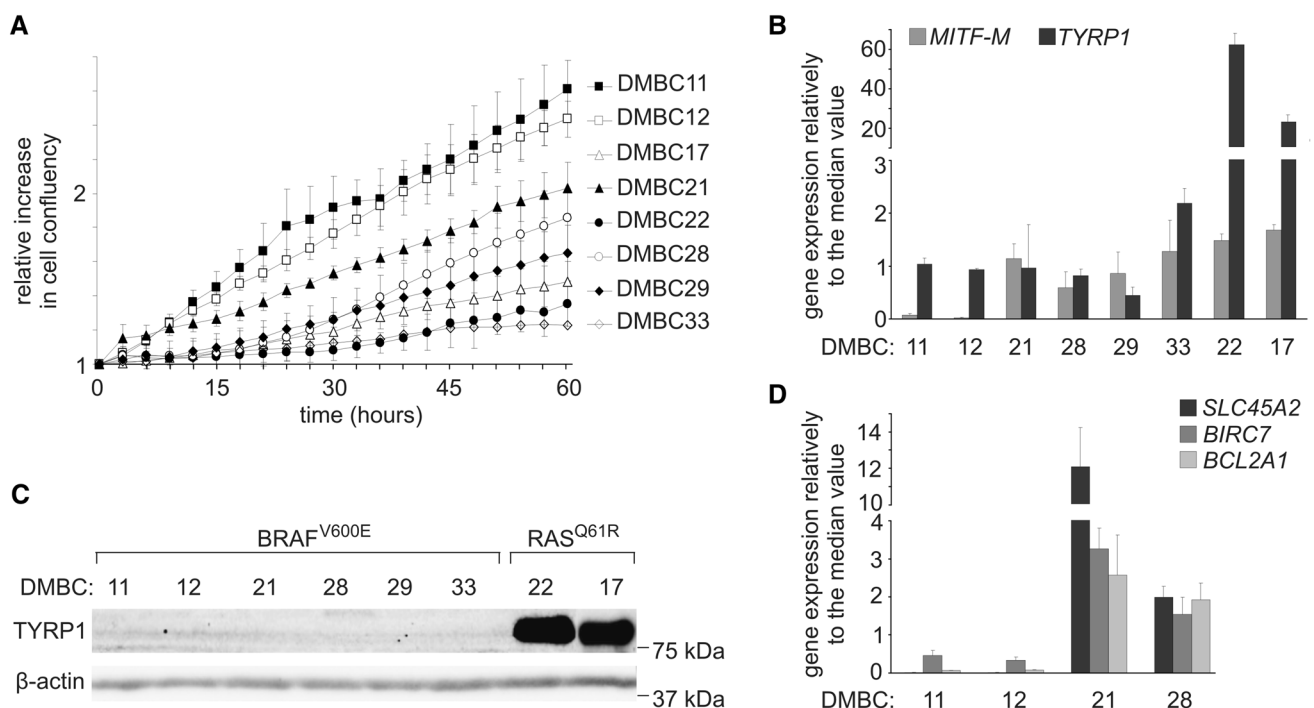 A
relative increase
in cell confluency
2
1
0
15
30
45
60
time (hours)
DMBC11
DMBC12
DMBC17
DMBC21
DMBC22
DMBC28
DMBC29
DMBC33
B
MITF-M TYRP1
gene expression relatively
to the median value
60
20
3
2
1
0
DMBC: 11 12 21 28 29 33 22 17
C
BRAFV600E RASQ61R
DMBC: 11 12 21 28 29 33 22 17
TYRP1
75 kDa
β-actin
37 kDa
D
SLC45A2
BIRC7
BCL2A1
gene expression relatively
to the median value
14
12
10
4
3
2
1
0
DMBC: 11 12 21 28